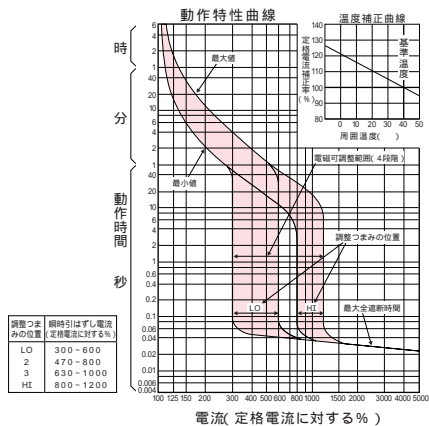 動作特性曲線
時
分
動作時間
秒
6
4
2
1
40
20
10
6
4
2
1
40
20
10
6
4
2
1
0.6
0.4
0.2
0.1
0.06
0.04
0.02
0.01
0.006
0.004
最大値
最小値
温度補正曲線
定格電流補正率(%)
140
130
120
110
100
90
80
基準温度
0 10 20 30 40 50
周囲温度( )
電磁可調整範囲(4段階)
調整つまみの位置
LO
HI
最大全遮断時間
調整つまみの位置 瞬時引はずし電流(定格電流に対する%)
LO 300~600
2 470~800
3 630~1000
HI 800~1200
100 125 150 200 300 400 500 600 800 1000 1500 2000 3000 4000 5000
電流(定格電流に対する%)